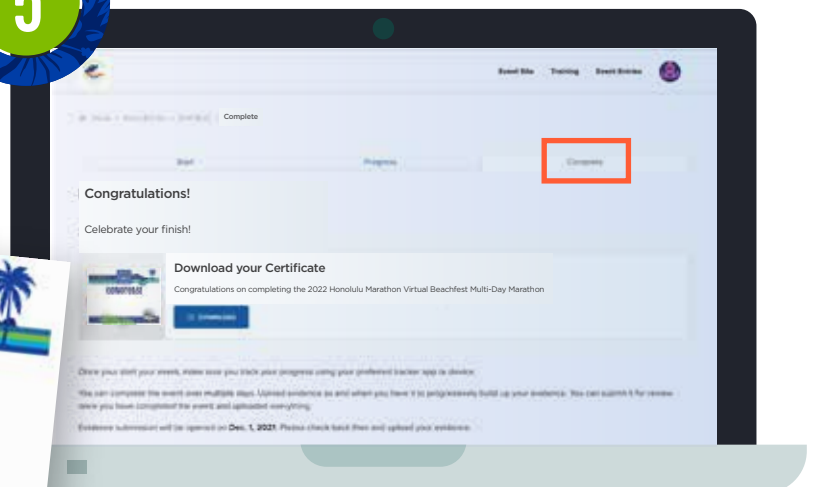 5
Event Site Training Event Entries
Complete
Start Progress Complete
Congratulations!
Celebrate your finish!
Download your Certificate
Congratulations on completing the 2022 Honolulu Marathon Virtual Beachfest Multi-Day Marathon
DOWNLOAD
Once you start your event, make sure you track your progress using your preferred tracker app or device.
You can complete the event over multiple days. Upload evidence as and when you have it to progressively build up your evidence. You can submit it for review
once you have completed the event and uploaded everything.
Evidence submission will be opened on Dec. 1, 2021. Please check back then and upload your evidence.